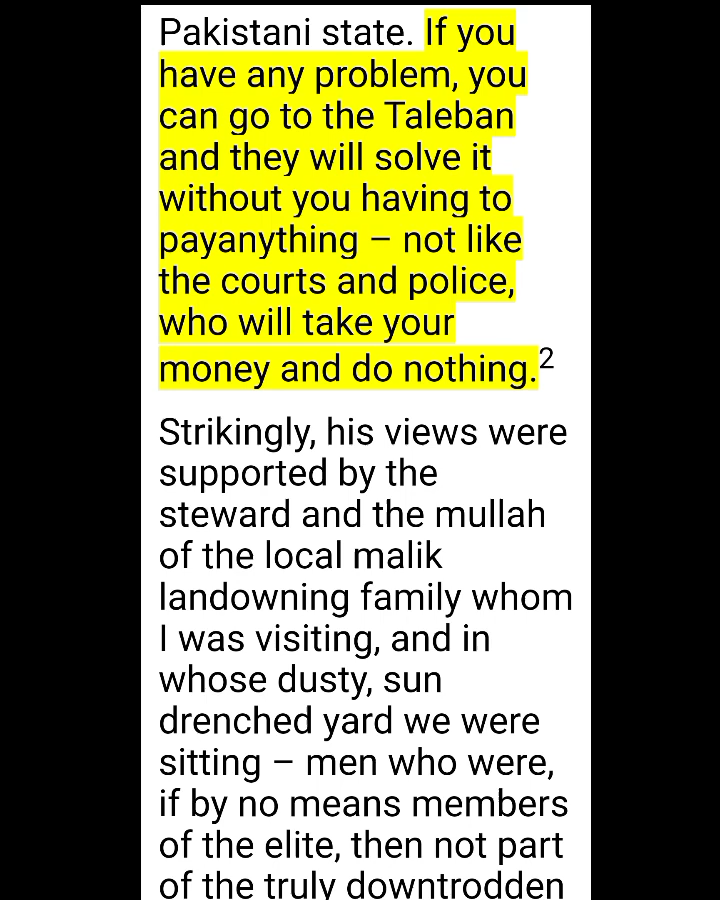 Pakistani state. If you
have any problem, you
can go to the Taleban
and they will solve it
without you having to
payanything – not like
the courts and police,
who will take your
money and do nothing.2
Strikingly, his views were
supported by the
steward and the mullah
of the local malik
landowning family whom
I was visiting, and in
whose dusty, sun
drenched yard we were
sitting – men who were,
if by no means members
of the elite, then not part
of the truly downtrodden